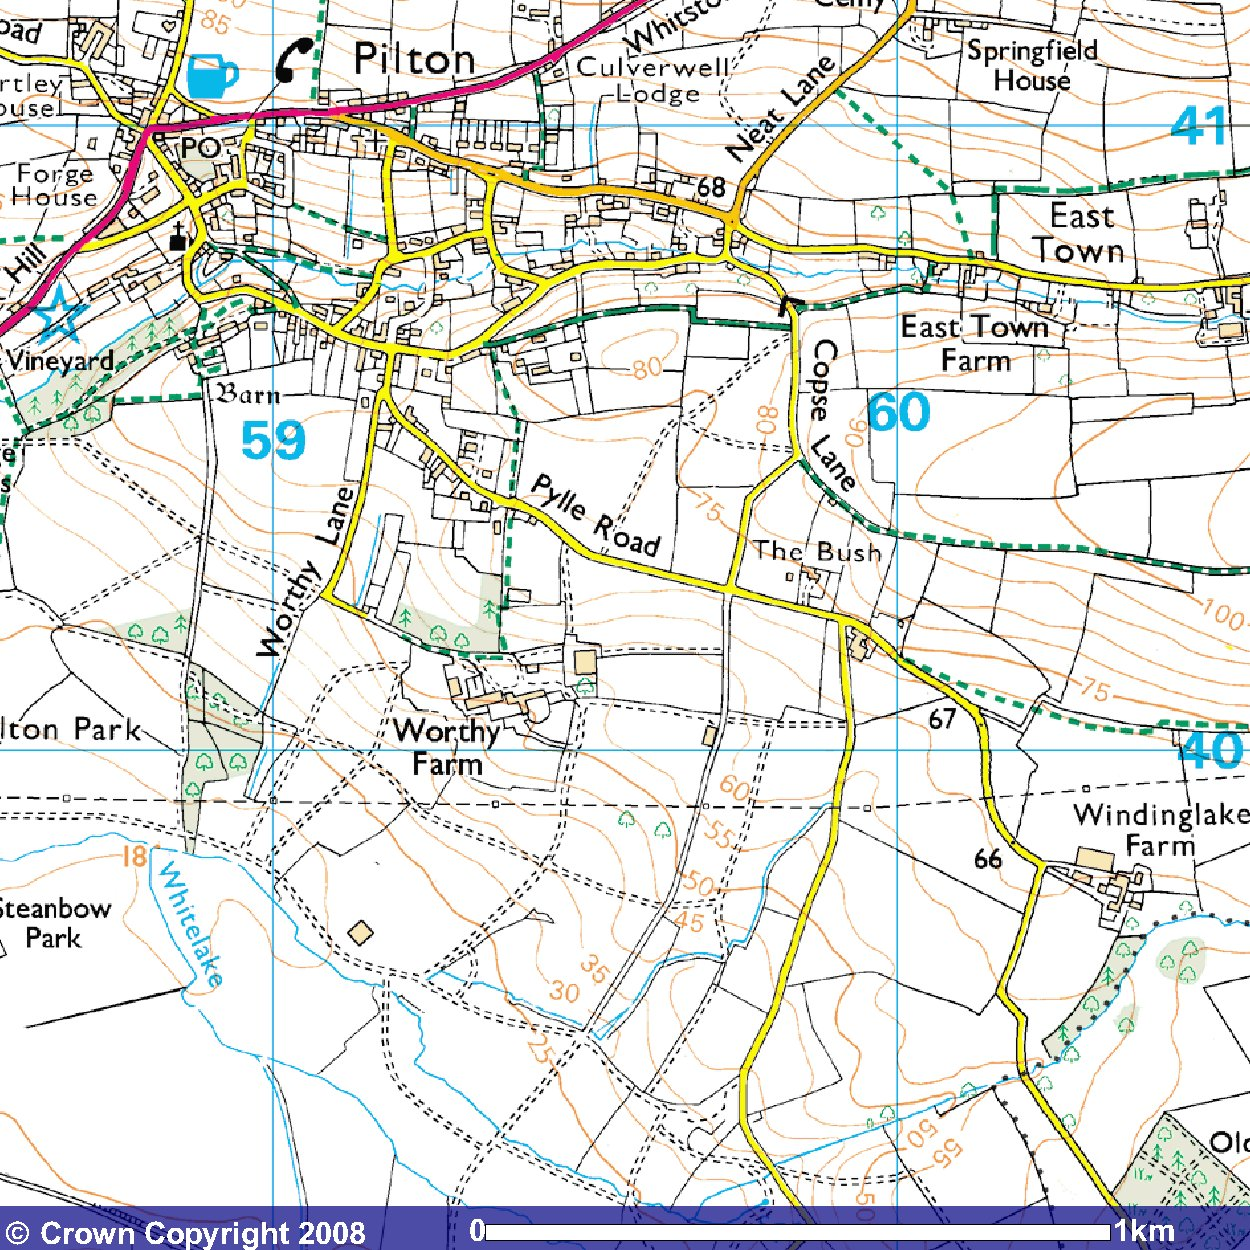 85
Pilton
Culverwell
Lodge
Neat Lane
Springfield
House
41
PO
Forge
House
68
East
Town
Hill
Vineyard
Barn
59
80
East Town
Farm
Copse Lane
60
80
90
75
Pylle Road
The Bush
Worthy Lane
100
75
lton Park
Worthy
Farm
67
40
60
55
50
45
Windinglake
Farm
66
18
Whitelake
Steanbow
Park
35
30
25
50
55
50
© Crown Copyright 2008
0
1km